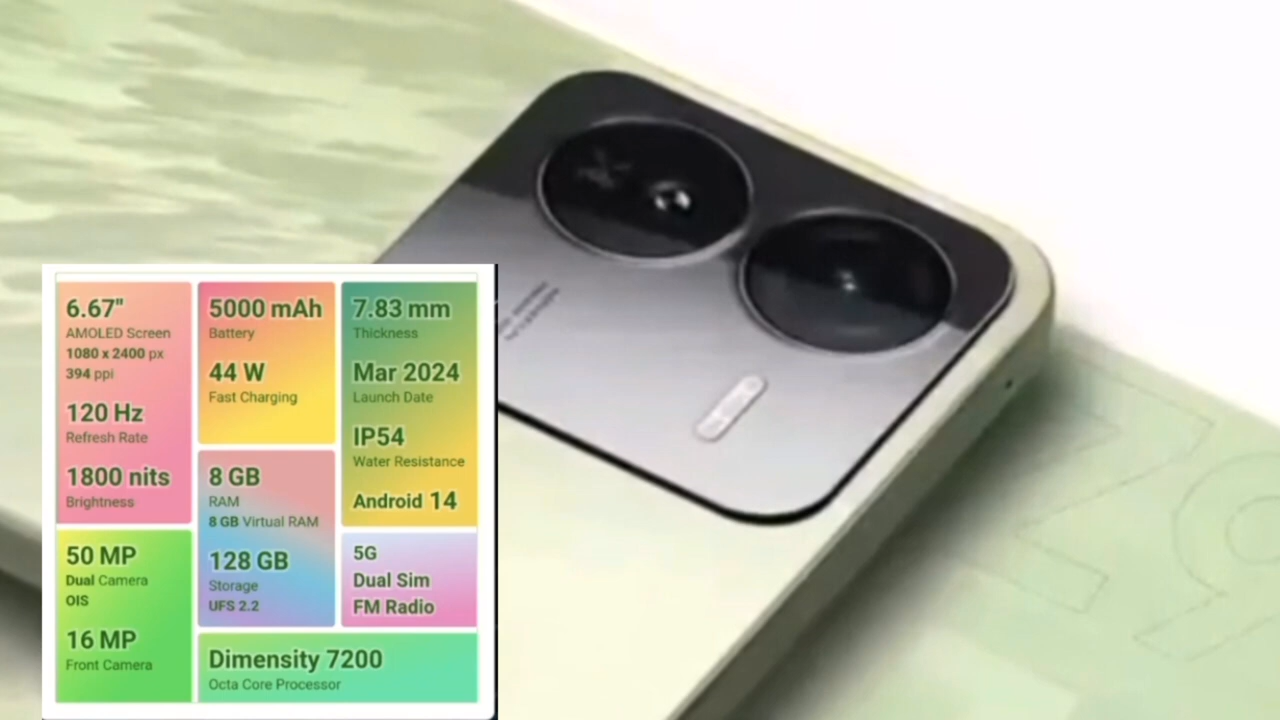 6.67"
AMOLED Screen
1080 x 2400 px
394 ppi
120 Hz
Refresh Rate
1800 nits
Brightness
50 MP
Dual Camera
OIS
16 MP
Front Camera
5000 mAh
Battery
44 W
Fast Charging
8 GB
RAM
8 GB Virtual RAM
128 GB
Storage
UFS 2.2
7.83 mm
Thickness
Mar 2024
Launch Date
IP54
Water Resistance
Android 14
5G
Dual Sim
FM Radio
Dimensity 7200
Octa Core Processor
Z9